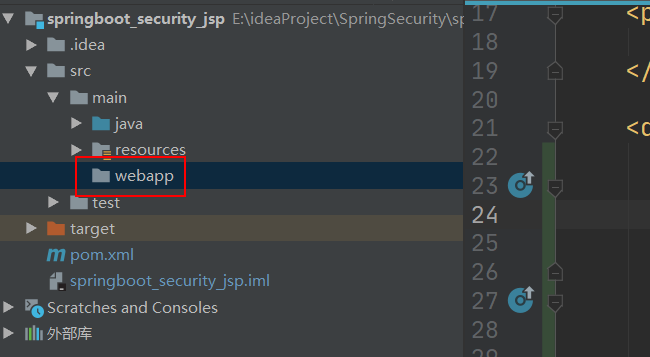 springboot_security_jsp E:\ideaProject\SpringSecurity\sp
.idea
src
main
java
resources
webapp
test
target
pom.xml
springboot_security_jsp.iml
Scratches and Consoles
外部库
17 <p
18
19 </
20
21 <d
22
23
24
25
26
27
28